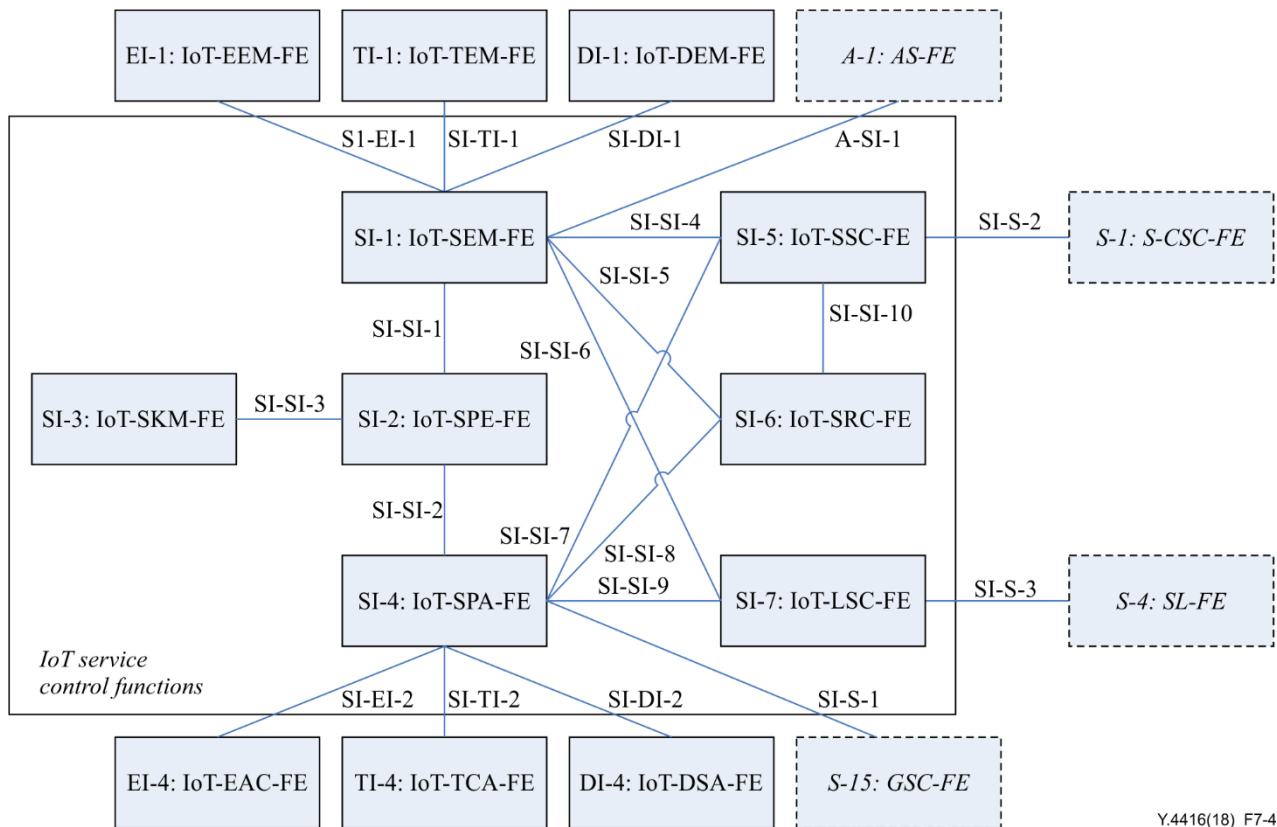 EI-1: IoT-EEM-FE
TI-1: IoT-TEM-FE
DI-1: IoT-DEM-FE
A-1: AS-FE
S1-EI-1
SI-TI-1
SI-DI-1
A-SI-1
SI-1: IoT-SEM-FE
SI-SI-4
SI-5: IoT-SSC-FE
SI-S-2
S-1: S-CSC-FE
SI-SI-5
SI-SI-1
SI-SI-6
SI-SI-10
SI-3: IoT-SKM-FE
SI-SI-3
SI-2: IoT-SPE-FE
SI-6: IoT-SRC-FE
SI-SI-2
SI-SI-7
SI-SI-8
SI-4: IoT-SPA-FE
SI-SI-9
SI-7: IoT-LSC-FE
SI-S-3
S-4: SL-FE
IoT service
control functions
SI-EI-2
SI-TI-2
SI-DI-2
SI-S-1
EI-4: IoT-EAC-FE
TI-4: IoT-TCA-FE
DI-4: IoT-DSA-FE
S-15: GSC-FE
Y.4416(18)_F7-4